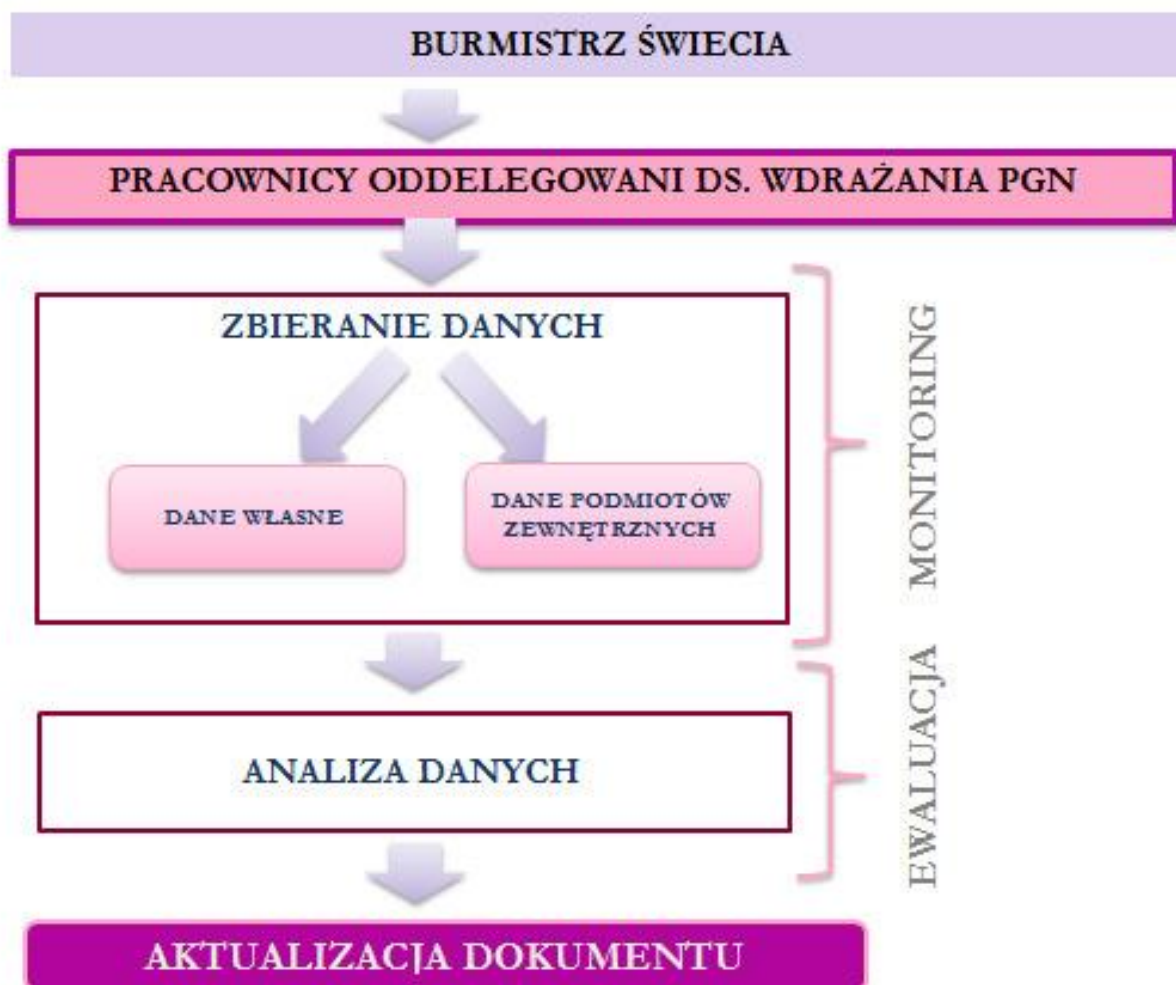 BURMISTRZ ŚWIECIA
PRACOWNICY ODDELEGOWANI DS. WDRAŻANIA PGN
ZBIERANIE DANYCH
DANE WŁASNE
DANE PODMIOTÓW
ZEWNĘTRZNYCH
MONITORING
ANALIZA DANYCH
EWALUACJA
AKTUALIZACJA DOKUMENTU